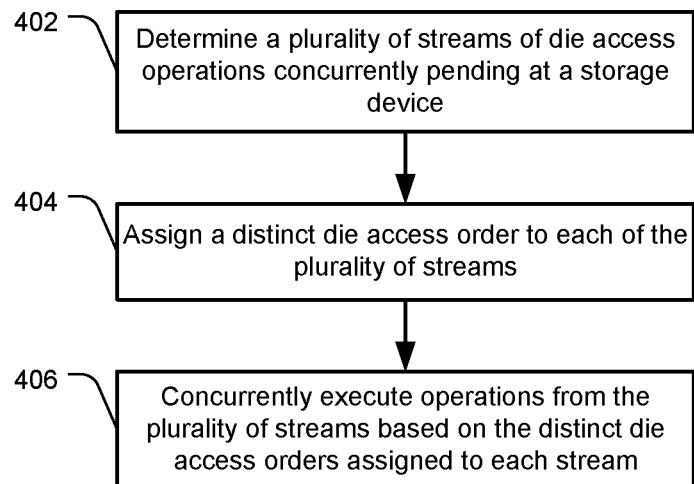 402
Determine a plurality of streams of die access
operations concurrently pending at a storage
device
404
Assign a distinct die access order to each of the
plurality of streams
406
Concurrently execute operations from the
plurality of streams based on the distinct die
access orders assigned to each stream